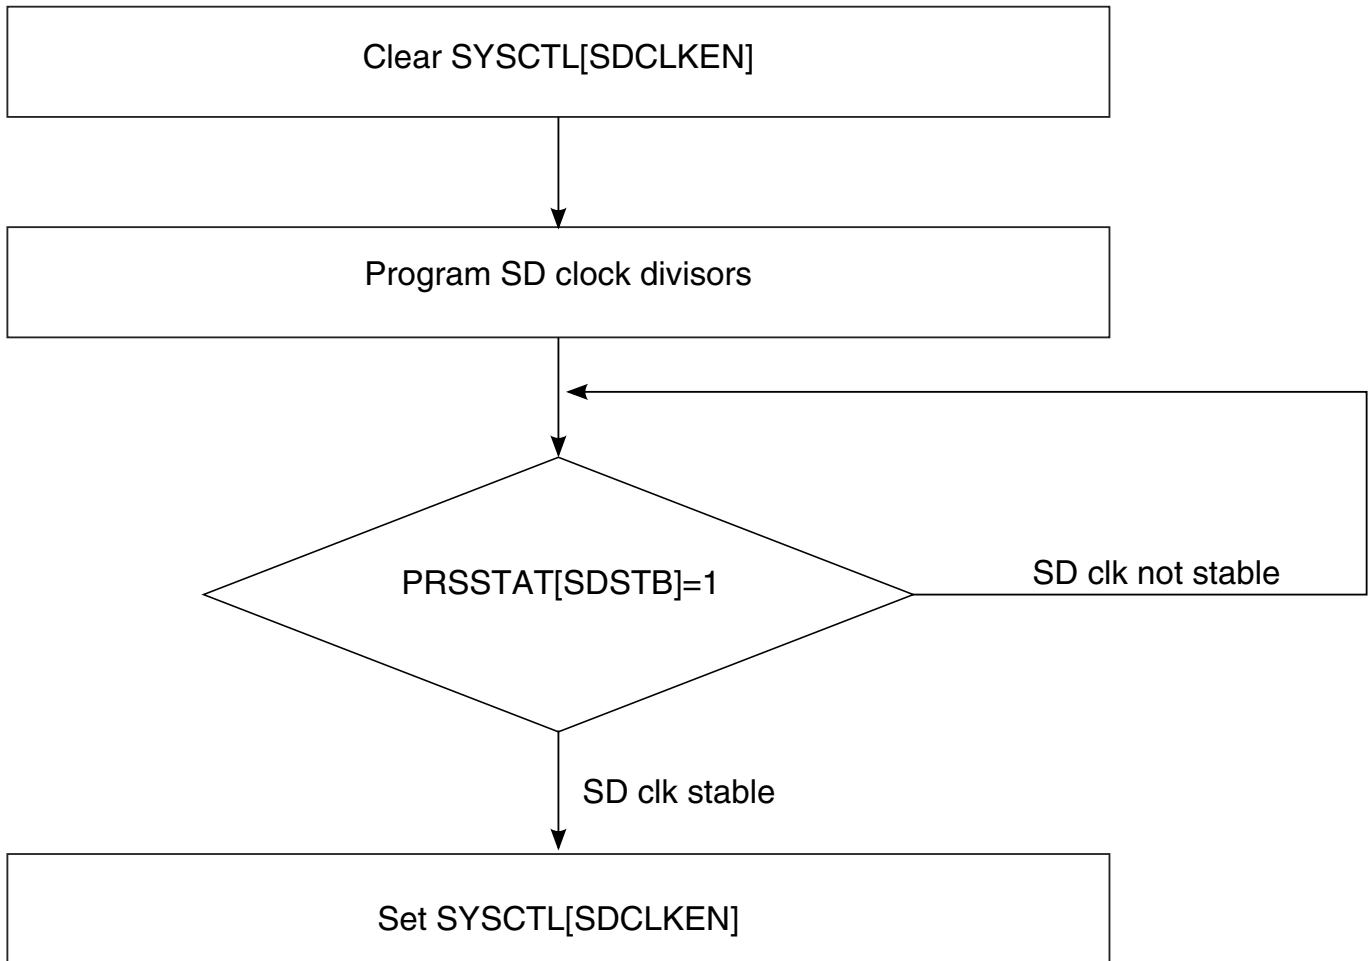 Clear SYSCTL[SDCLKEN]
Program SD clock divisors
PRSSTAT[SDSTB]=1
SD clk not stable
SD clk stable
Set SYSCTL[SDCLKEN]